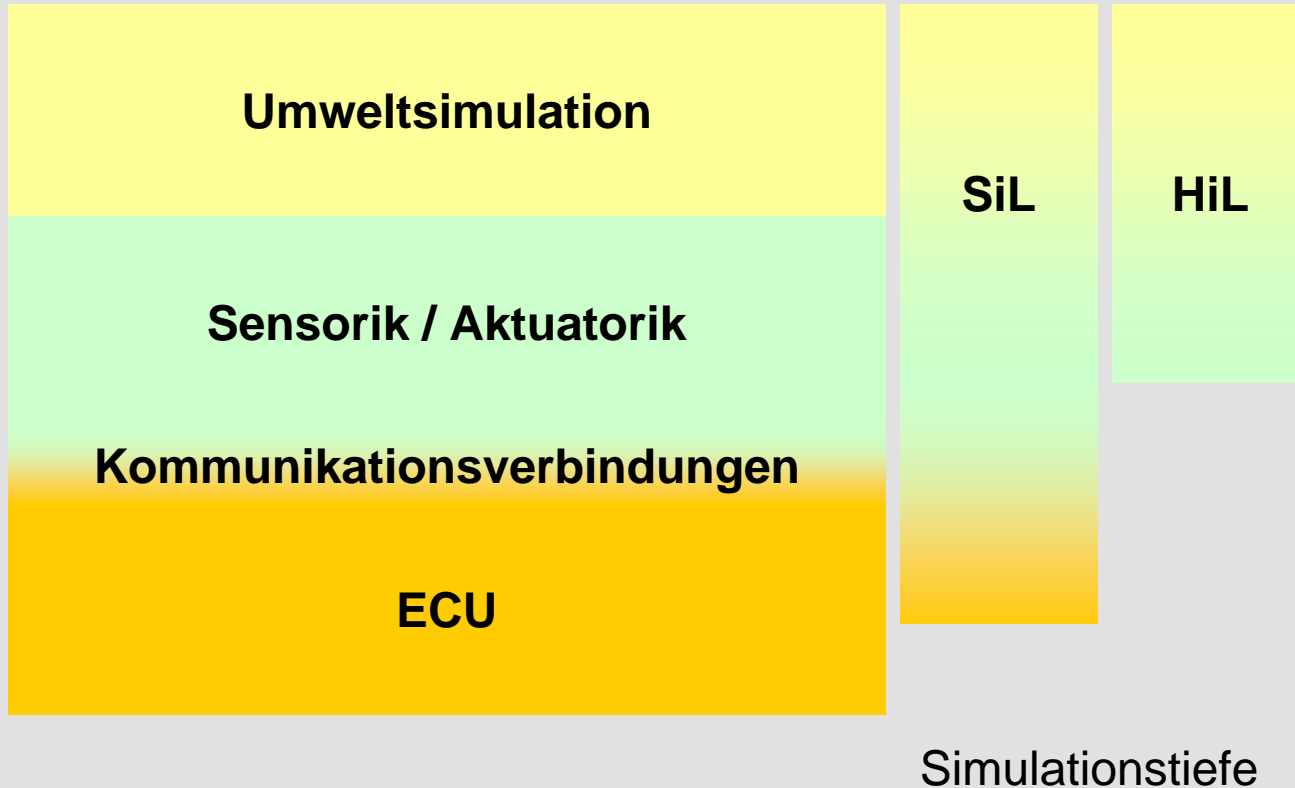 Umweltsimulation
SiL
HiL
Sensorik / Aktuatorik
Kommunikationsverbindungen
ECU
Simulationstiefe